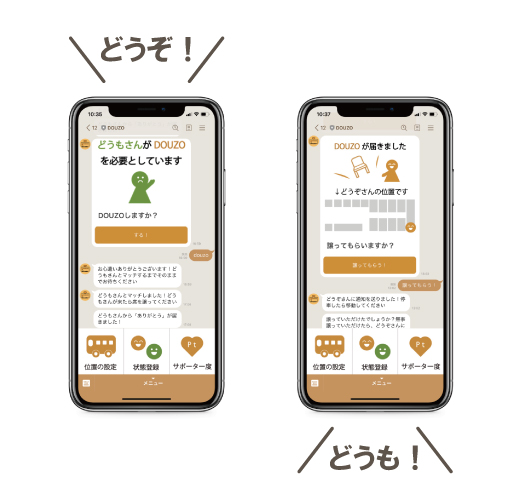 どうぞ！
10:35
12 DOUZO
どうもさんが DOUZO
を必要としています
DOUZOしますか？
する！
DOUZO
お心遣いありがとうございます！ど
うもさんとマッチするまでそのまま
でお待ちください
どうもさんとマッチしました！どう
もさんが来たら席を譲ってください
どうもさんから「ありがとう」が届
きました！
位置の設定
状態登録
Pt
サポーター度
メニュー
10:37
12 DOUZO
DOUZO が届きました
↓どうぞさんの位置です
譲ってもらいますか？
譲ってもらう！
譲ってもらう！
どうぞさんに通知を送りました！停
車したら移動してください
譲っていただけたでしょうか？無事
譲っていただけたら、どうぞさんに
位置の設定
状態登録
Pt
サポーター度
メニュー
どうも！